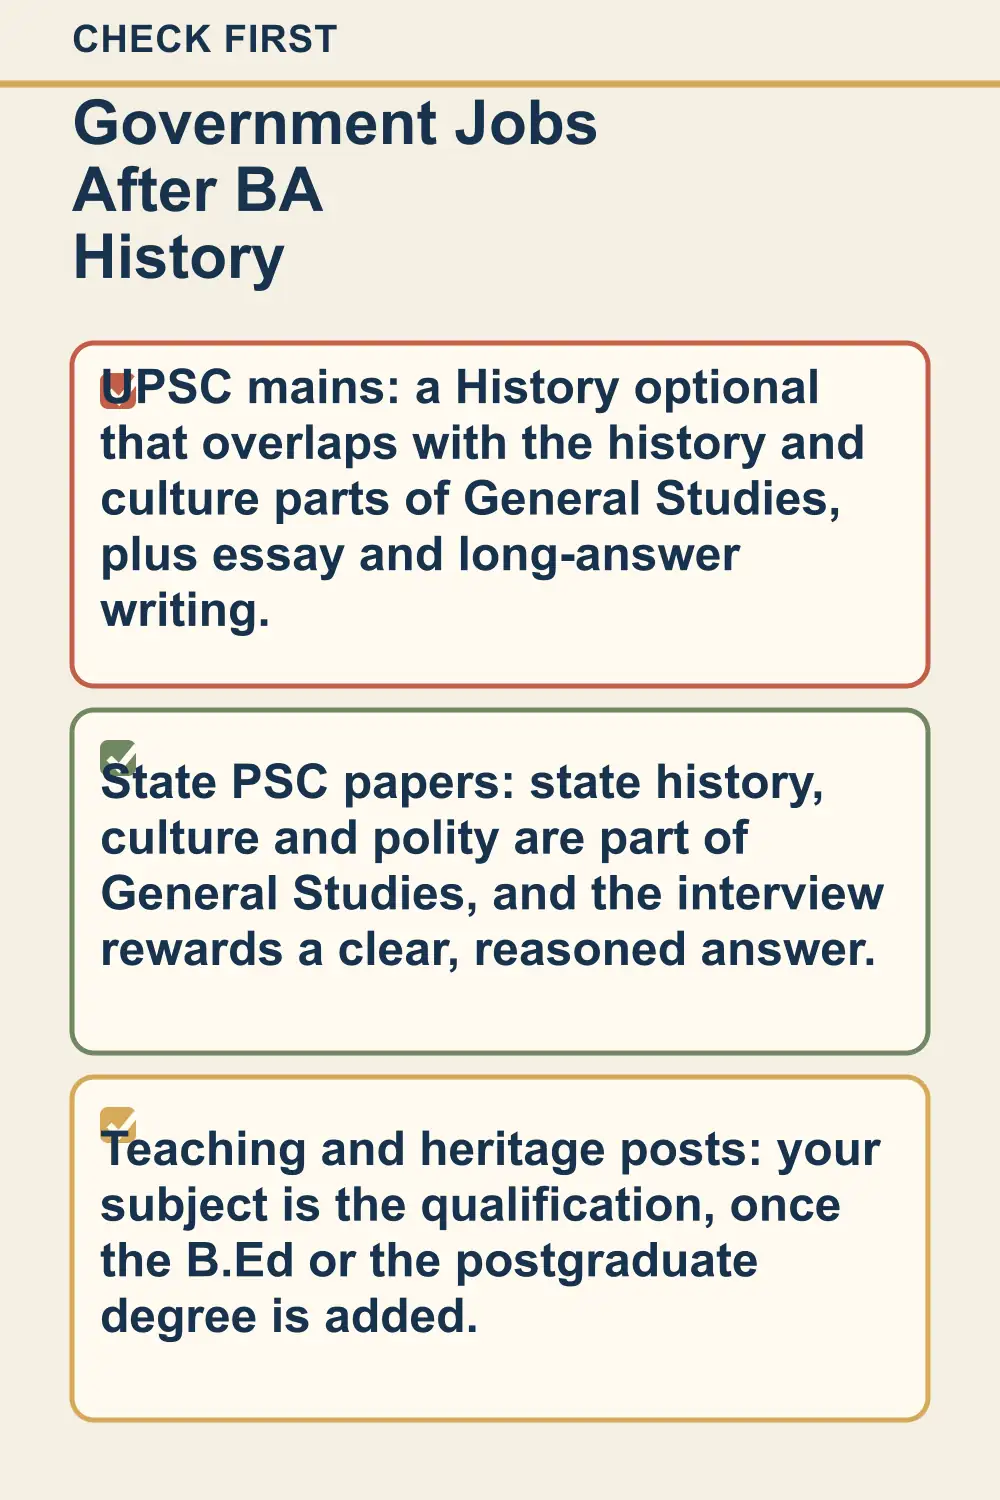 CHECK FIRST
Government Jobs
After BA
History
UPSC mains: a History optional
that overlaps with the history and
culture parts of General Studies,
plus essay and long-answer
writing.
State PSC papers: state history,
culture and polity are part of
General Studies, and the interview
rewards a clear, reasoned answer.
Teaching and heritage posts: your
subject is the qualification, once
the B.Ed or the postgraduate
degree is added.